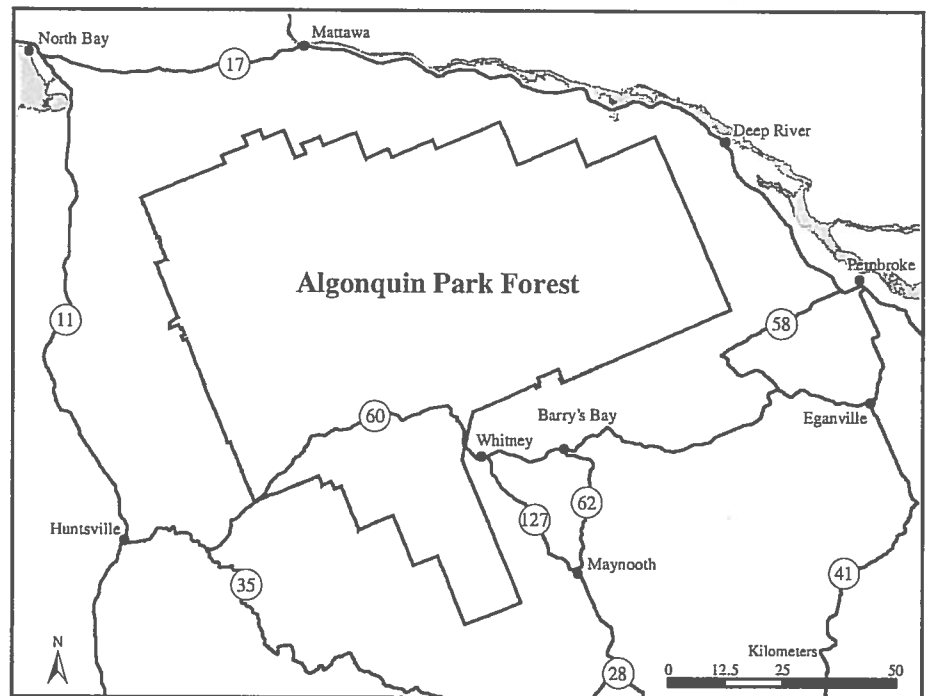 North Bay
Mattawa
17
Deep River
Algonquin Park Forest
Pembroke
11
58
60
Barry's Bay
Eganville
Whitney
62
127
Huntsville
Maynooth
35
41
N
Kilometers
0 12.5 25 50
28